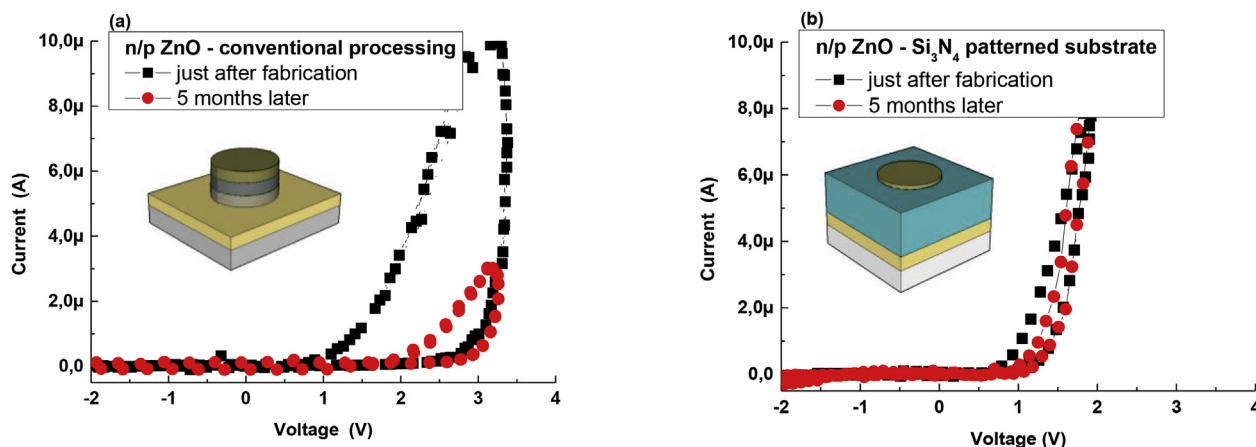 (a)
n/p ZnO - conventional processing
just after fabrication
5 months later
10,0µ
8,0µ
6,0µ
4,0µ
2,0µ
0,0
Current (A)
-2 -1 0 1 2 3 4
Voltage (V)
(b)
n/p ZnO - Si₃N₄ patterned substrate
just after fabrication
5 months later
10,0µ
8,0µ
6,0µ
4,0µ
2,0µ
0,0
Current (A)
-2 -1 0 1 2 3 4
Voltage (V)